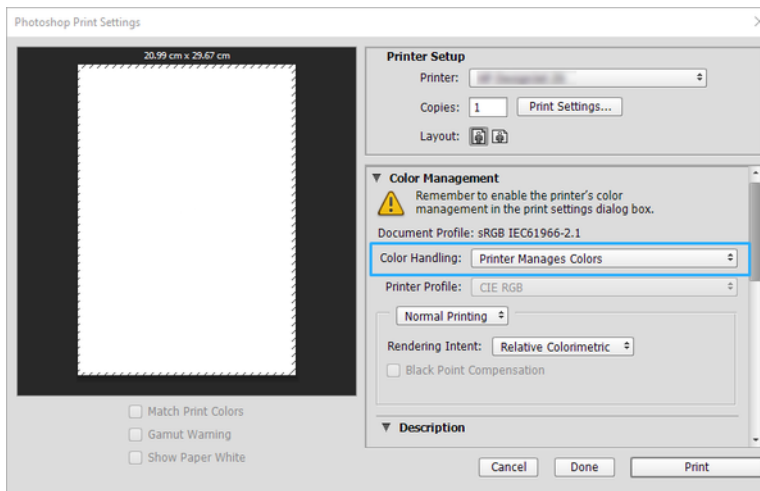 Photoshop Print Settings
20.99 cm x 29.67 cm
Match Print Colors
Gamut Warning
Show Paper White
Printer Setup
Printer:
Copies: 1 Print Settings...
Layout:
Color Management
Remember to enable the printer's color
management in the print settings dialog box.
Document Profile: sRGB IEC61966-2.1
Color Handling: Printer Manages Colors
Printer Profile: CIE RGB
Normal Printing
Rendering Intent: Relative Colorimetric
Black Point Compensation
Description
Cancel Done Print